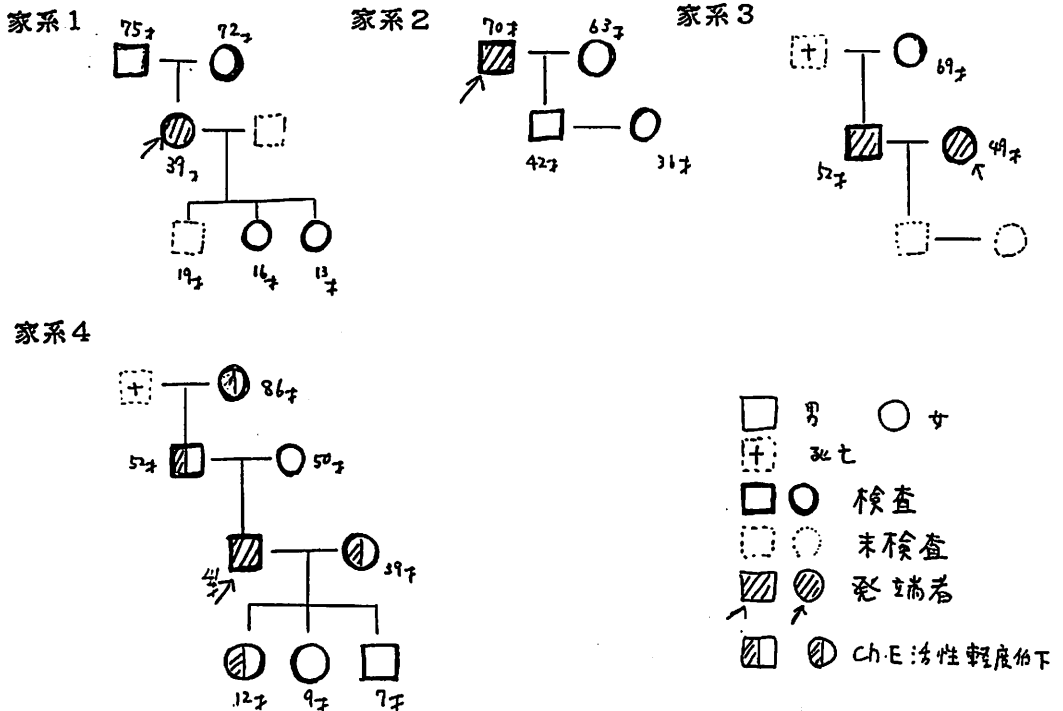 家系1
75才 72才
39才
19才 16才 13才
家系2
70才 63才
42才 36才
家系3
69才
52才 49才
家系4
86才
52才 50才
39才
12才 9才 7才
男 女
死亡
検査
未検査
発端者
Ch.E活性軽度低下